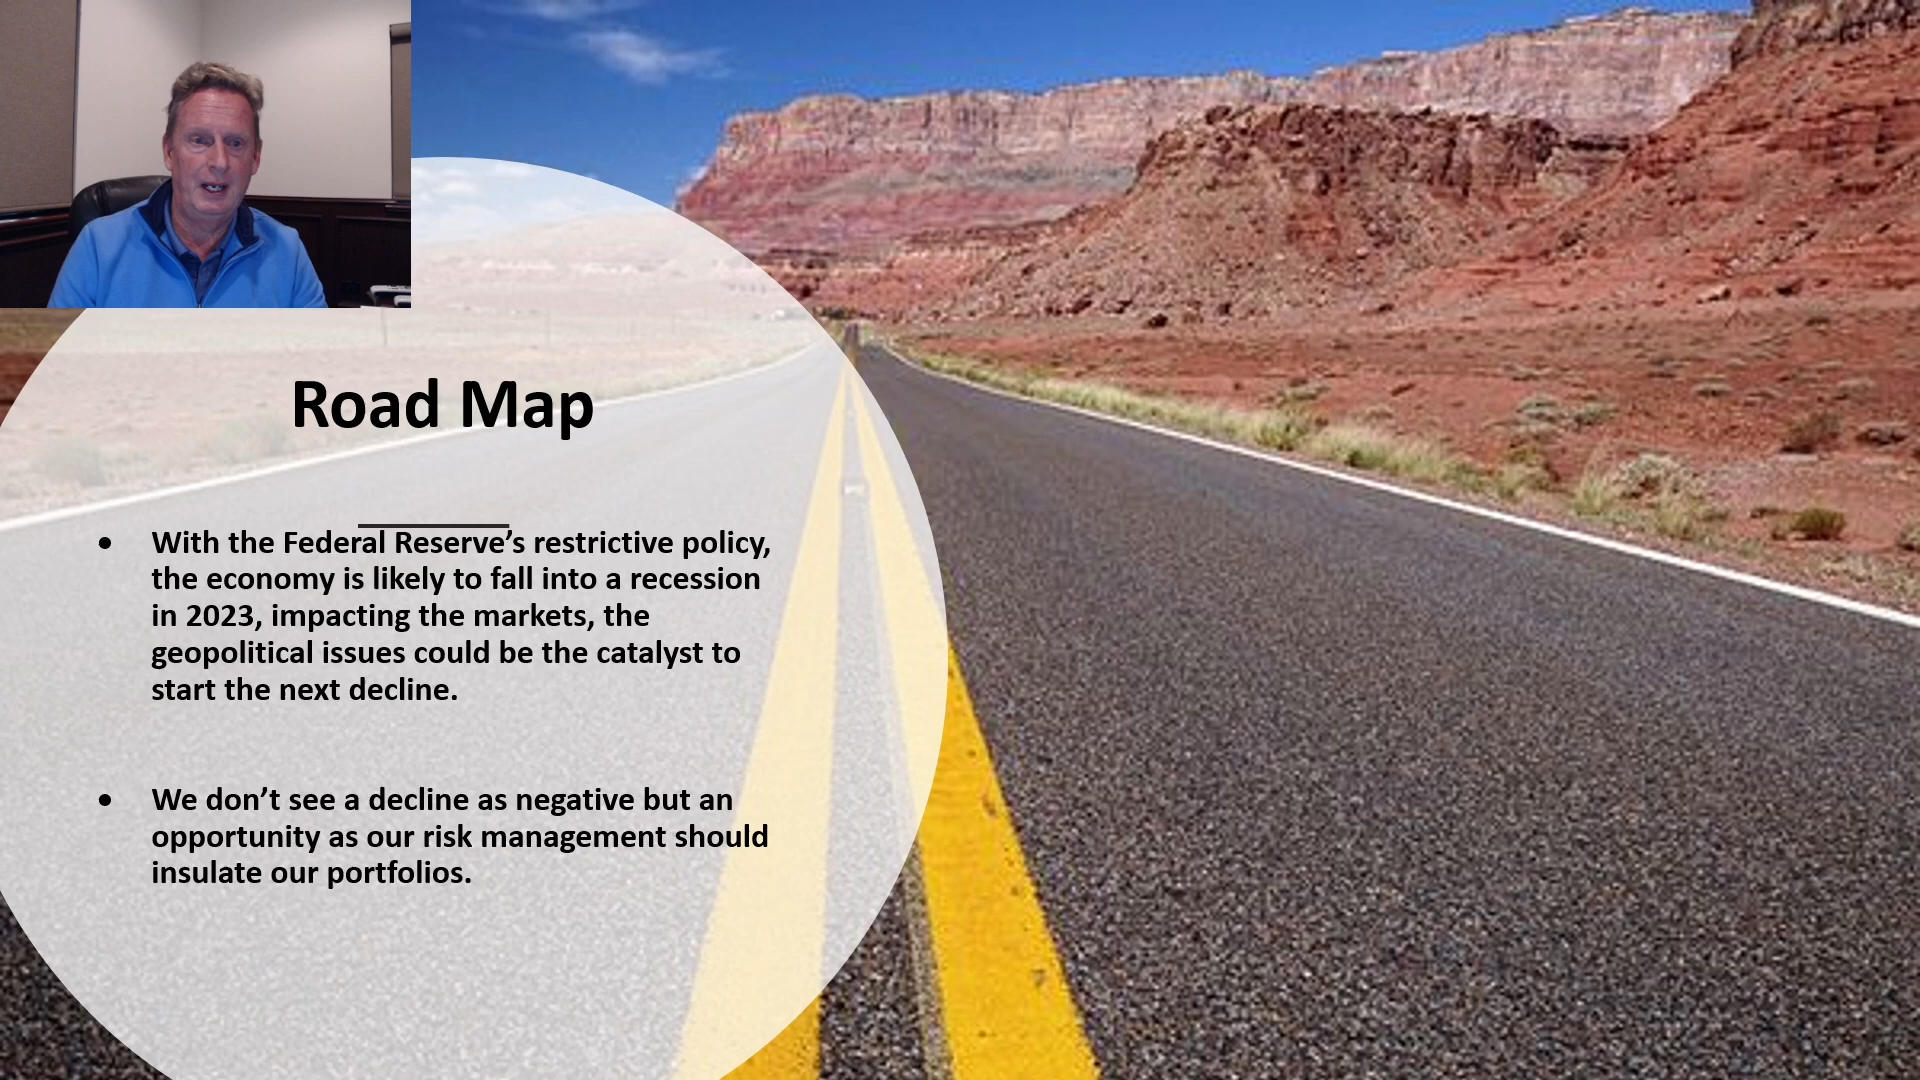 Road Map
• With the Federal Reserve’s restrictive policy,
the economy is likely to fall into a recession
in 2023, impacting the markets, the
geopolitical issues could be the catalyst to
start the next decline.
• We don’t see a decline as negative but an
opportunity as our risk management should
insulate our portfolios.